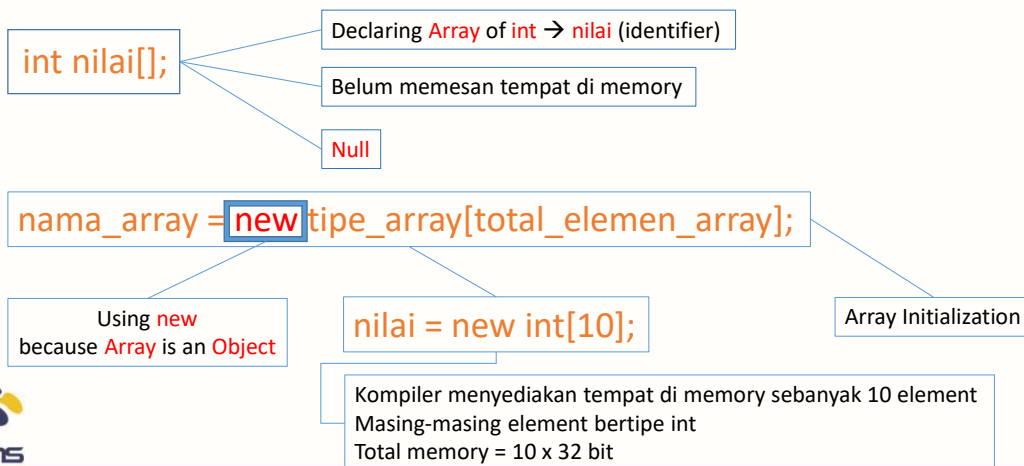 int nilai[];
Declaring Array of int → nilai (identifier)
Belum memesan tempat di memory
Null
nama_array = new tipe_array[total_elemen_array];
Using new
because Array is an Object
nilai = new int[10];
Array Initialization
Kompiler menyediakan tempat di memory sebanyak 10 element
Masing-masing element bertipe int
Total memory = 10 x 32 bit